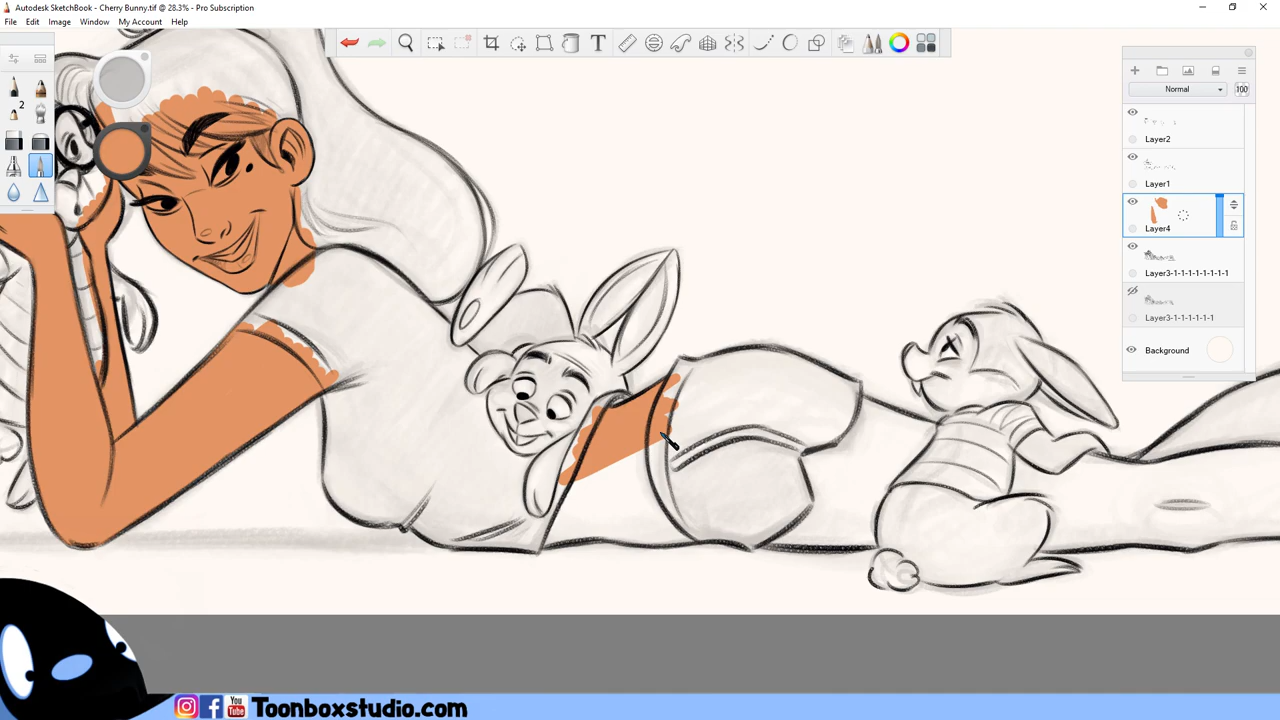 Autodesk SketchBook - Cherry Bunny.tif @ 28.3% - Pro Subscription
File Edit Image Window My Account Help
2
Normal
100
Layer2
Layer1
Layer4
Layer3-1-1-1-1-1-1-1-1
Layer3-1-1-1-1-1-1
Background
You
Tube
Toonboxstudio.com